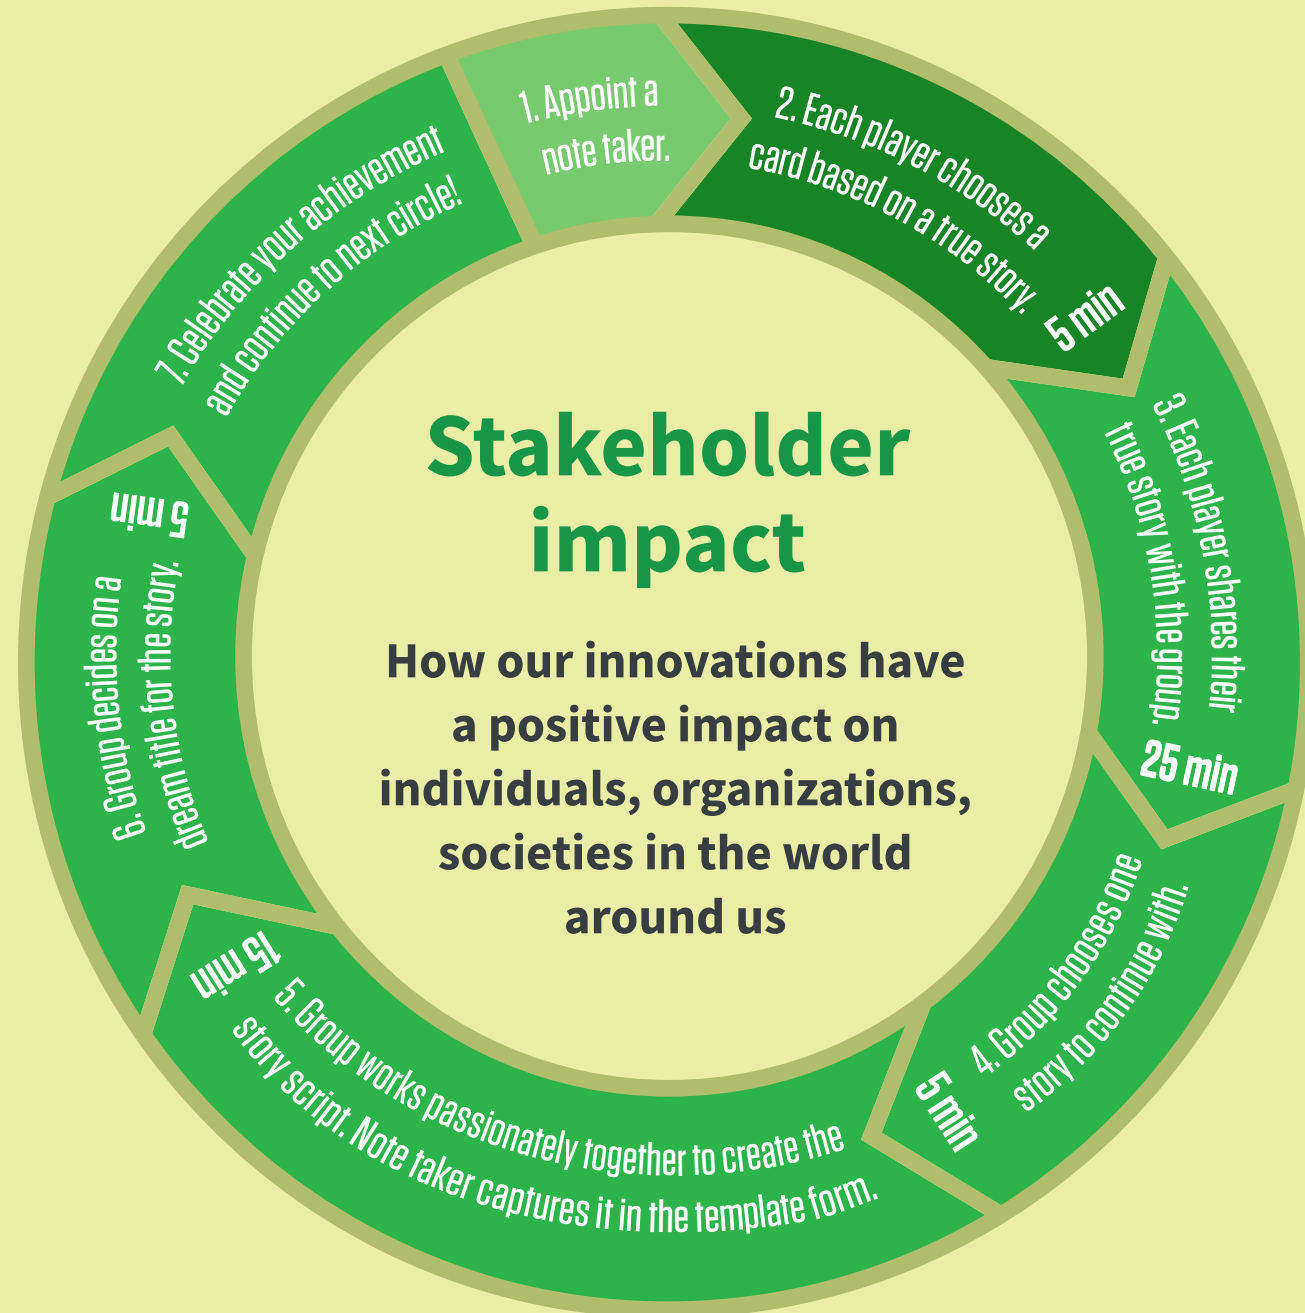 1. Appoint a
note taker.
2. Each player chooses a
card based on a true story.
5 min
3. Each player shares their
true story with the group.
25 min
4. Group chooses one
story to continue with.
5 min
5. Group works passionately together to create the
story script. Note taker captures it in the template form.
15 min
6. Group decides on a
dream title for the story.
5 min
7. Celebrate your achievement
and continue to next circle!
Stakeholder
impact
How our innovations have
a positive impact on
individuals, organizations,
societies in the world
around us